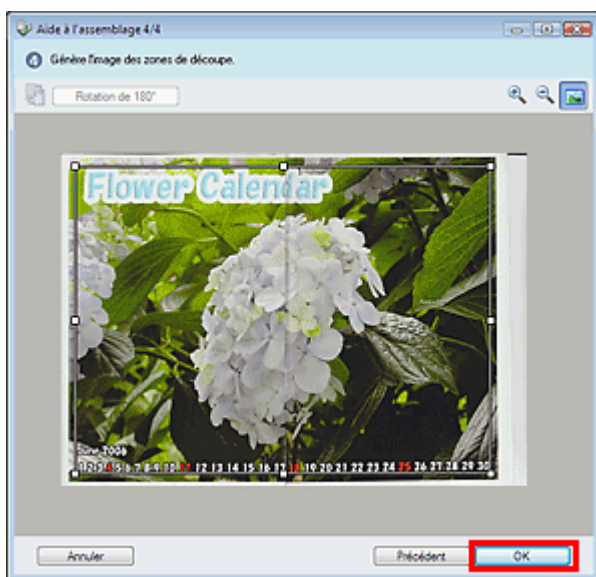 Aide à l'assemblage 4/4
Génère l'image des zones de découpe.
Rotation de 180°
Flower Calendar
June 2006
1 2 3 4 5 6 7 8 9 10 11 12 13 14 15 16 17 18 19 20 21 22 23 24 25 26 27 28 29 30
Annuler
Précédent
OK